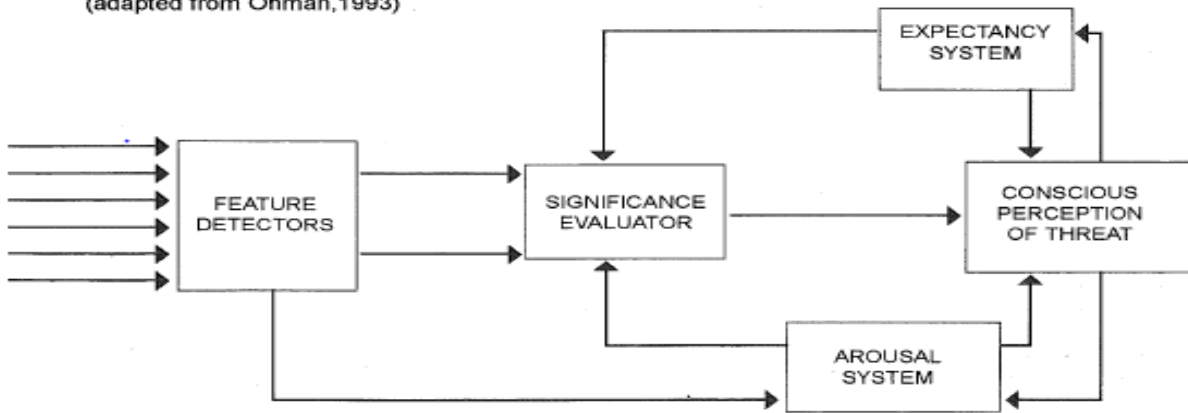 (adapted from Ohman,1993)
EXPECTANCY
SYSTEM
FEATURE
DETECTORS
SIGNIFICANCE
EVALUATOR
CONSCIOUS
PERCEPTION
OF THREAT
AROUSAL
SYSTEM